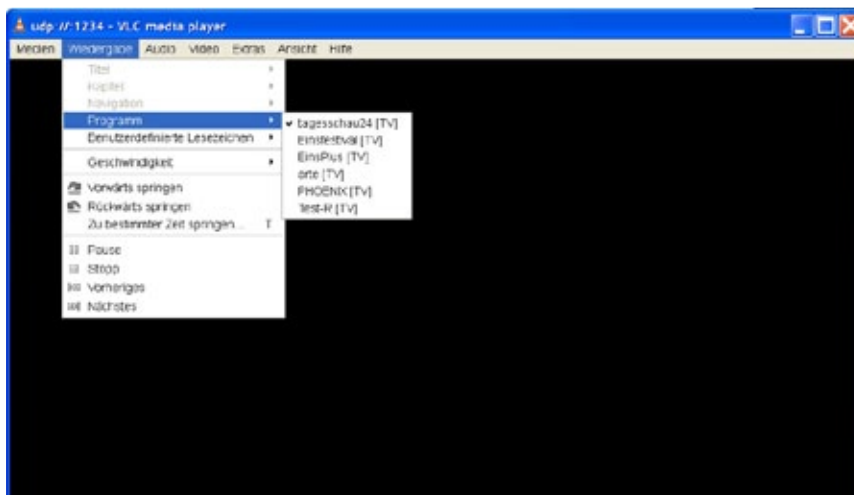 udp://:1234 - VLC media player
Medien Wiedergabe Audio Video Extras Ansicht Hilfe
Titel
Kapitel
Navigation
Programm
Benutzerdefinierte Lesezeichen
Geschwindigkeit
Vorwärts springen
Rückwärts springen
Zu bestimmter Zeit springen... T
Pause
Stopp
Vorheriges
Nächstes
tagesschau24 [TV]
Einsfestival [TV]
EinsPlus [TV]
arte [TV]
PHOENIX [TV]
Test-R [TV]